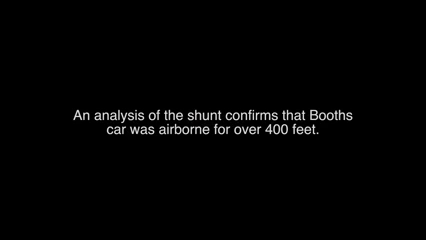 An analysis of the shunt confirms that Booths
car was airborne for over 400 feet.